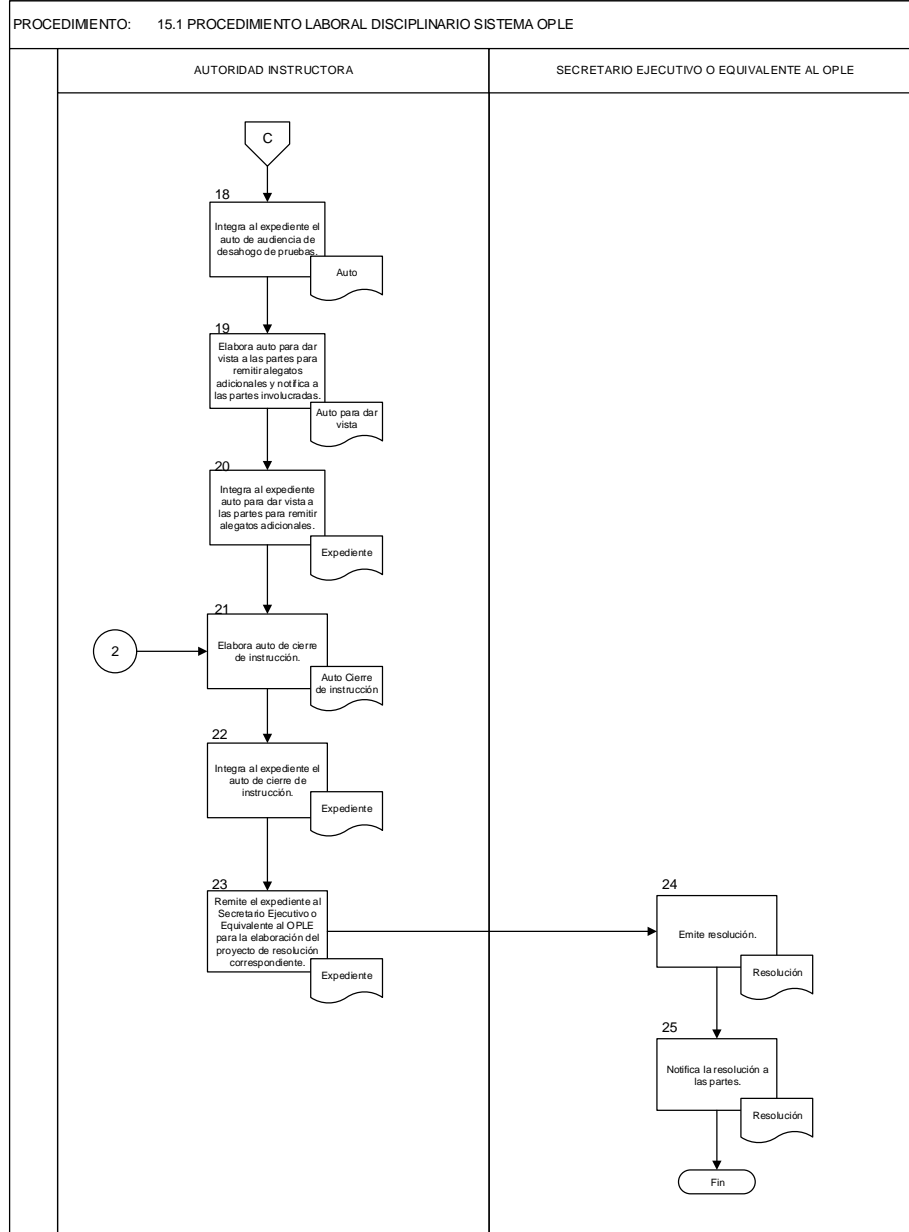 PROCEDIMIENTO: 15.1 PROCEDIMIENTO LABORAL DISCIPLINARIO SISTEMA OPLE
AUTORIDAD INSTRUCTORA
SECRETARIO EJECUTIVO O EQUIVALENTE AL OPLE
C
18
Integra al expediente el
auto de audiencia de
desahogo de pruebas.
Auto
19
Elabora auto para dar
vista a las partes para
remitir alegatos
adicionales y notifica a
las partes involucradas.
Auto para dar
vista
20
Integra al expediente
auto para dar vista a
las partes para remitir
alegatos adicionales.
Expediente
21
2
Elabora auto de cierre
de instrucción.
Auto Cierre
de instrucción
22
Integra al expediente el
auto de cierre de
instrucción.
Expediente
23
Remite el expediente al
Secretario Ejecutivo o
Equivalente al OPLE
para la elaboración del
proyecto de resolución
correspondiente.
Expediente
24
Emite resolución.
Resolución
25
Notifica la resolución a
las partes.
Resolución
Fin